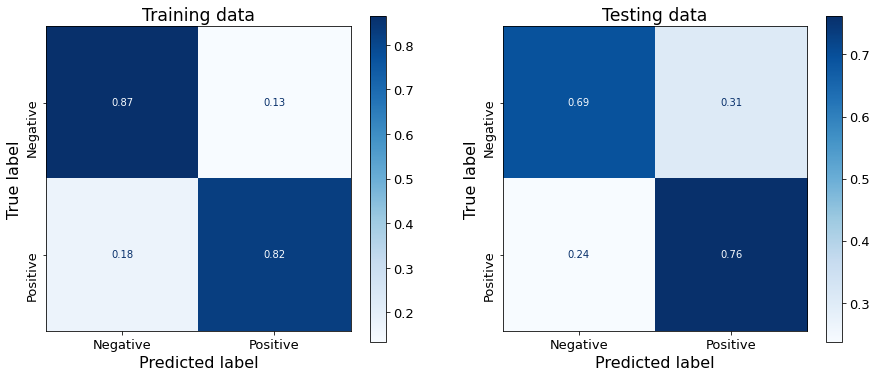 Training data
True label
Negative
Positive
0.87
0.13
0.18
0.82
Negative
Positive
Predicted label
0.8
0.7
0.6
0.5
0.4
0.3
0.2
Testing data
True label
Negative
Positive
0.69
0.31
0.24
0.76
Negative
Positive
Predicted label
0.7
0.6
0.5
0.4
0.3